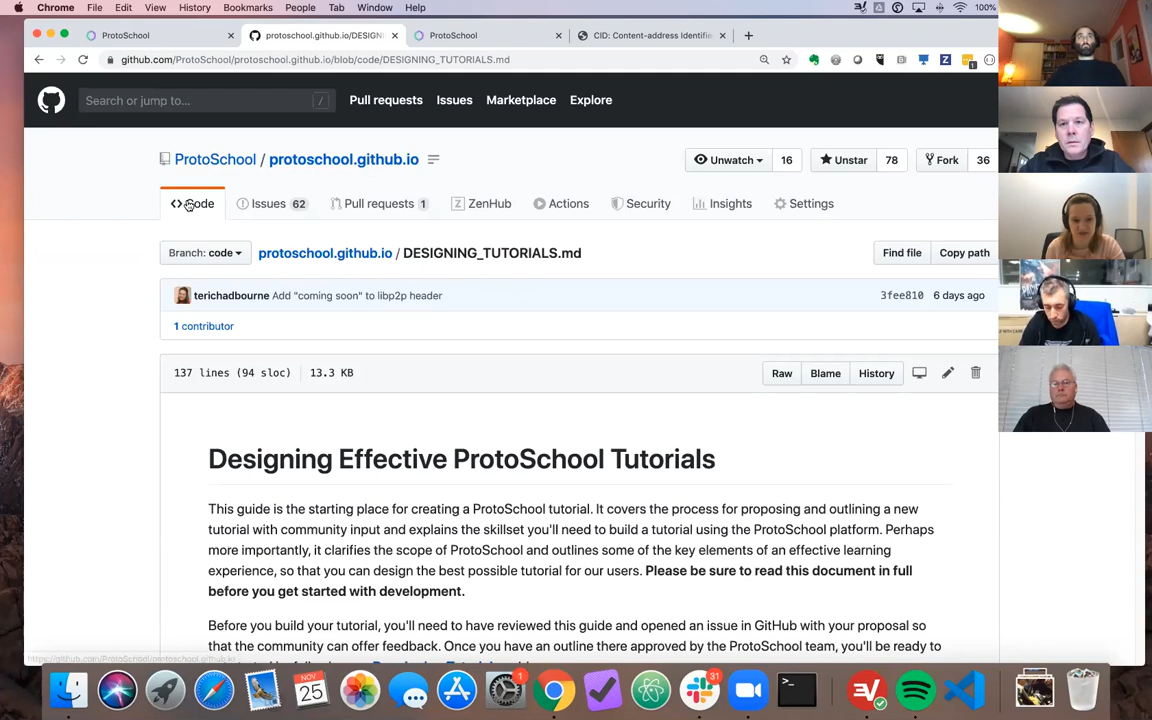 Chrome File Edit View History Bookmarks People Tab Window Help 100%
ProtoSchool protoschool.github.io/DESIGNI ProtoSchool CID: Content-address Identifie
github.com/ProtoSchool/protoschool.github.io/blob/code/DESIGNING_TUTORIALS.md
Search or jump to... / Pull requests Issues Marketplace Explore
ProtoSchool / protoschool.github.io Unwatch 16 Unstar 78 Fork 36
Code Issues 62 Pull requests 1 ZenHub Actions Security Insights Settings
Branch: code protoschool.github.io / DESIGNING_TUTORIALS.md Find file Copy path
terichadbourne Add "coming soon" to libp2p header 3fee810 6 days ago
1 contributor
137 lines (94 sloc) 13.3 KB Raw Blame History
Designing Effective ProtoSchool Tutorials
This guide is the starting place for creating a ProtoSchool tutorial. It covers the process for proposing and outlining a new
tutorial with community input and explains the skillset you'll need to build a tutorial using the ProtoSchool platform. Perhaps
more importantly, it clarifies the scope of ProtoSchool and outlines some of the key elements of an effective learning
experience, so that you can design the best possible tutorial for our users. Please be sure to read this document in full
before you get started with development.
Before you build your tutorial, you'll need to have reviewed this guide and opened an issue in GitHub with your proposal so
that the community can offer feedback. Once you have an outline there approved by the ProtoSchool team, you'll be ready to
https://github.com/ProtoSchool/protoschool.github.io
NOV 25 1 31